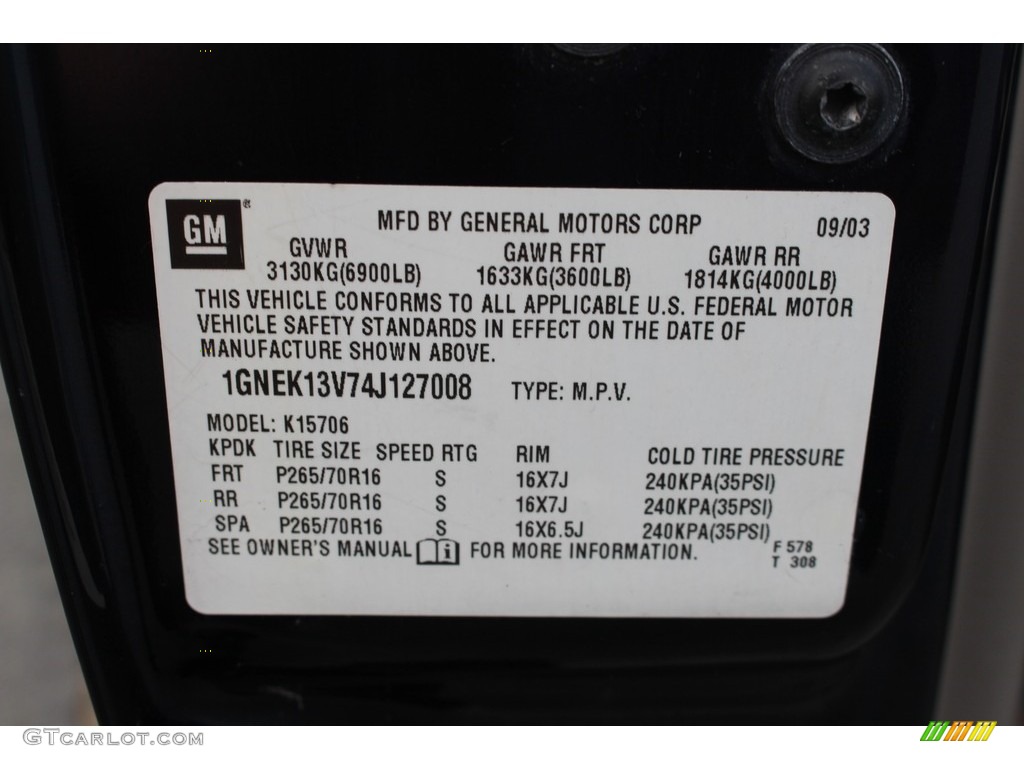 GM ®
MFD BY GENERAL MOTORS CORP 09/03
GVWR GAWR FRT GAWR RR
3130KG(6900LB) 1633KG(3600LB) 1814KG(4000LB)
THIS VEHICLE CONFORMS TO ALL APPLICABLE U.S. FEDERAL MOTOR
VEHICLE SAFETY STANDARDS IN EFFECT ON THE DATE OF
MANUFACTURE SHOWN ABOVE.
1GNEK13V74J127008 TYPE: M.P.V.
MODEL: K15706
KPDK TIRE SIZE SPEED RTG RIM COLD TIRE PRESSURE
FRT P265/70R16 S 16X7J 240KPA(35PSI)
RR P265/70R16 S 16X7J 240KPA(35PSI)
SPA P265/70R16 S 16X6.5J 240KPA(35PSI)
SEE OWNER'S MANUAL i FOR MORE INFORMATION. F 578
T 308
GTCARLOT.COM